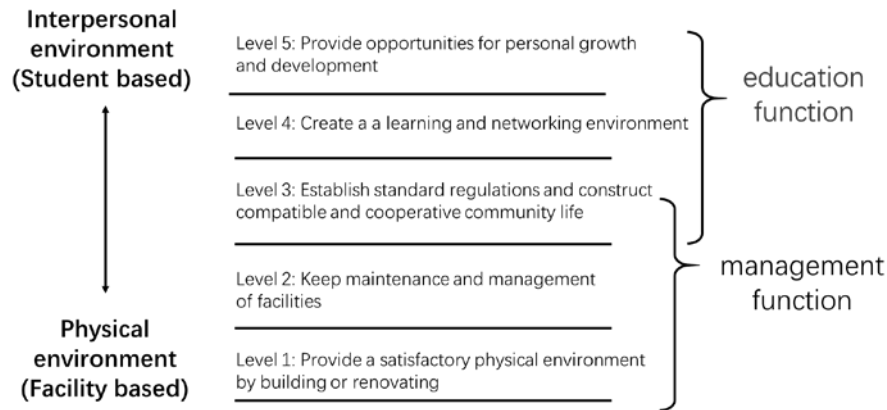 Interpersonal
environment
(Student based)
Level 5: Provide opportunities for personal growth
and development
education
function
Level 4: Create a a learning and networking environment
Level 3: Establish standard regulations and construct
compatible and cooperative community life
management
function
Level 2: Keep maintenance and management
of facilities
Physical
environment
(Facility based)
Level 1: Provide a satisfactory physical environment
by building or renovating